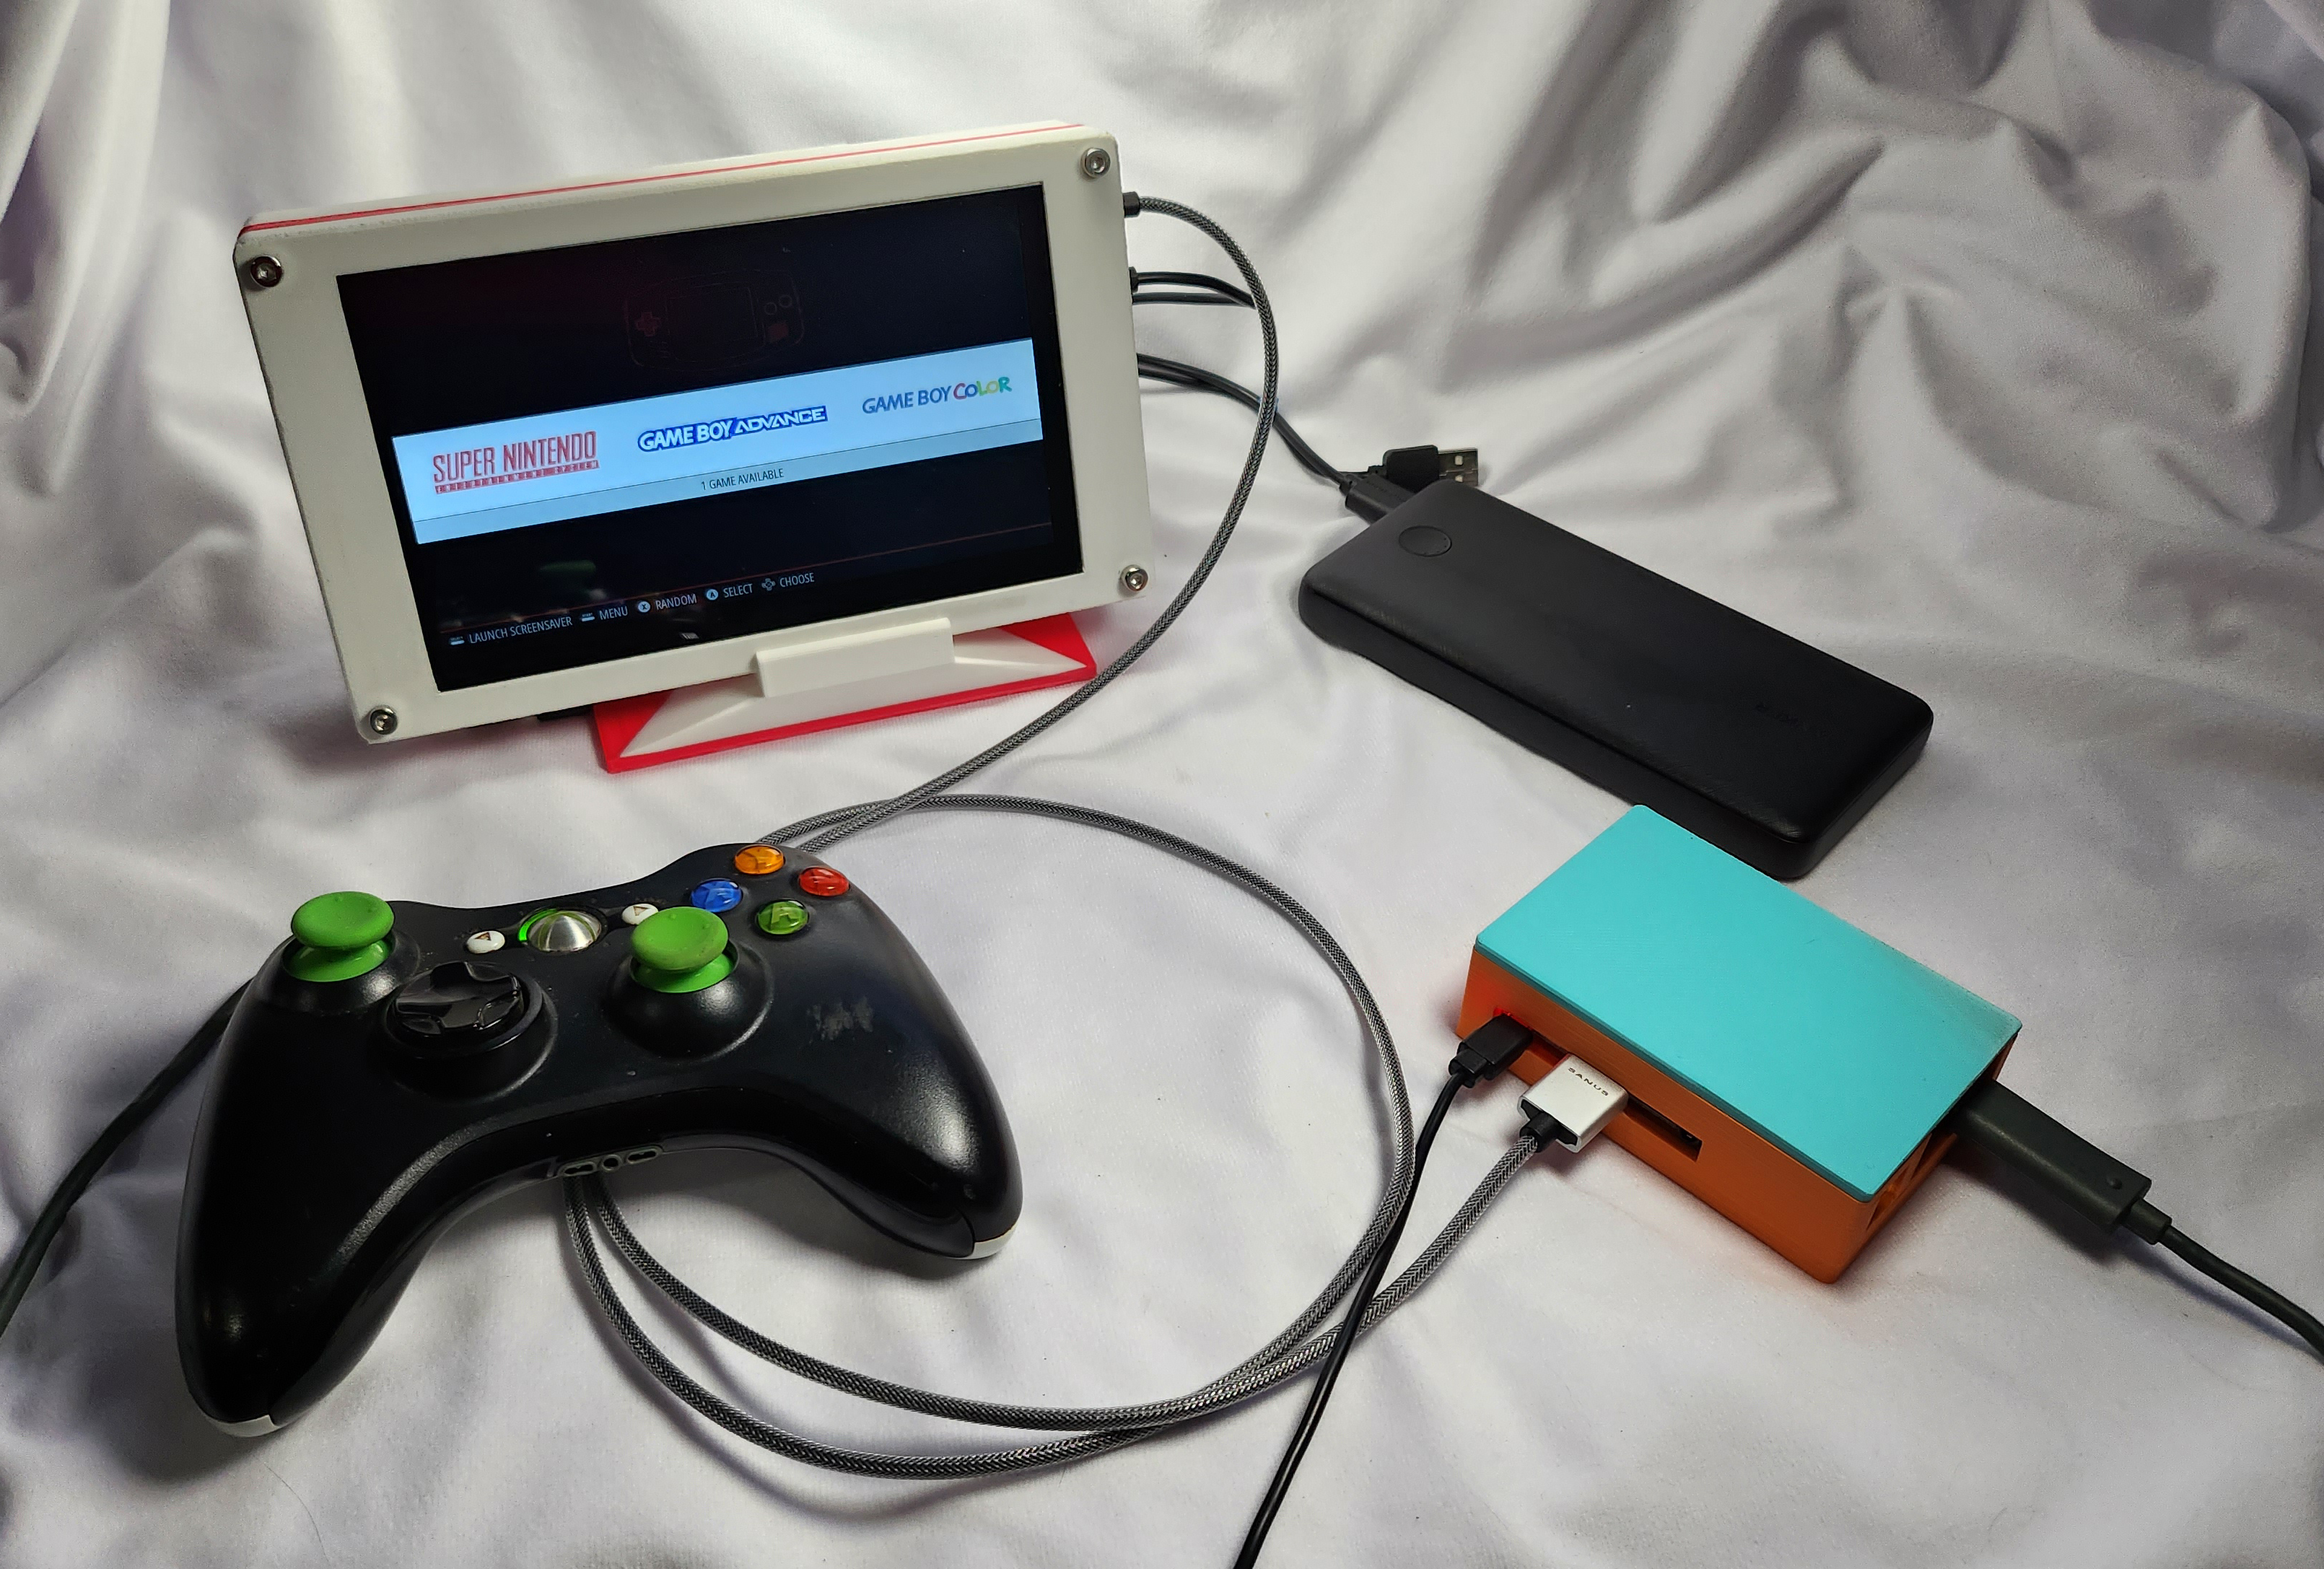 SUPER NINTENDO
ENTERTAINMENT SYSTEM
GAME BOY ADVANCE
GAME BOY COLOR
1 GAME AVAILABLE
LAUNCH SCREENSAVER MENU X RANDOM A SELECT CHOOSE
SANUS